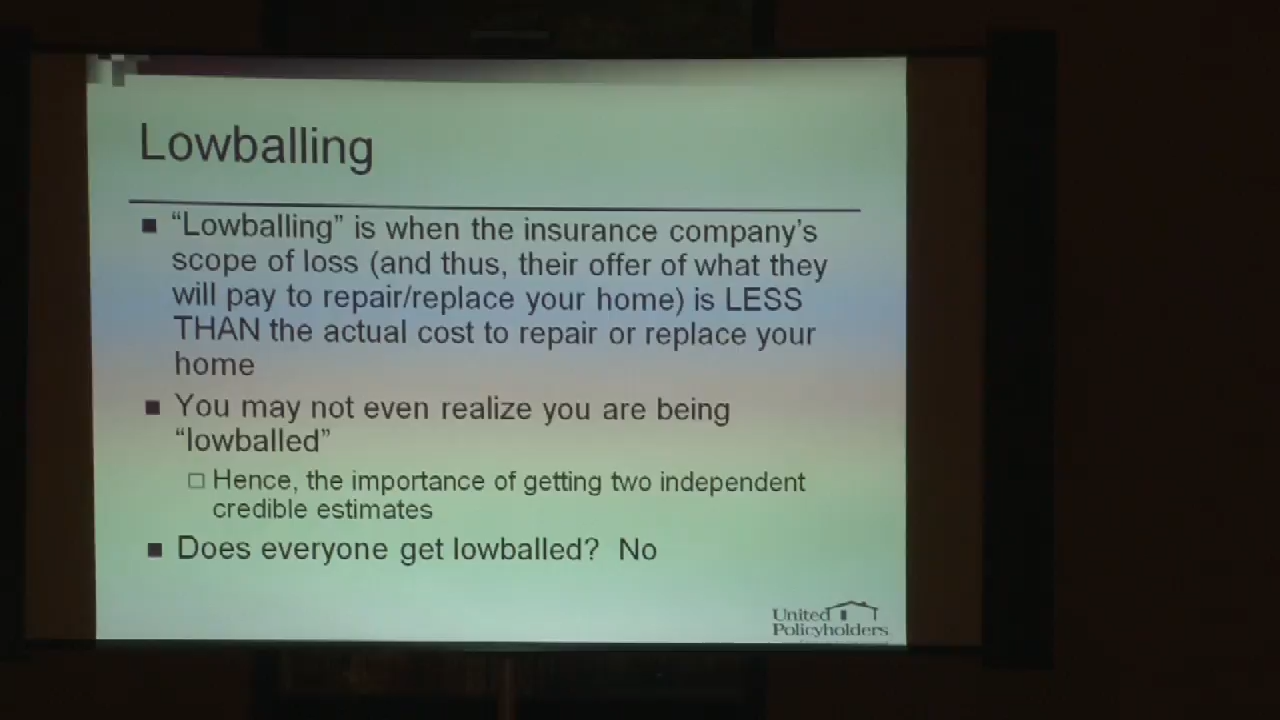 Lowballing
“Lowballing” is when the insurance company’s
scope of loss (and thus, their offer of what they
will pay to repair/replace your home) is LESS
THAN the actual cost to repair or replace your
home
You may not even realize you are being
“lowballed”
Hence, the importance of getting two independent
credible estimates
Does everyone get lowballed?  No
United
Policyholders